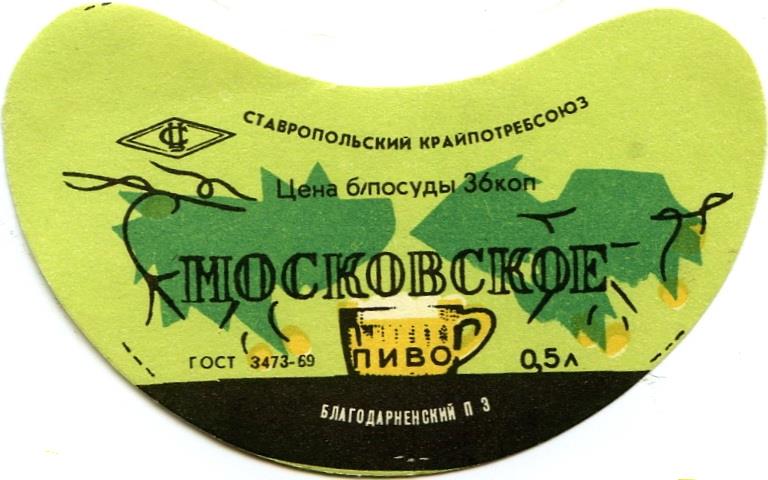 СТАВРОПОЛЬСКИЙ КРАЙПОТРЕБСОЮЗ
Цена б/посуды 36коп
МОСКОВСКОЕ
ГОСТ 3473-69
ПИВО
0,5л
БЛАГОДАРНЕНСКИЙ П З